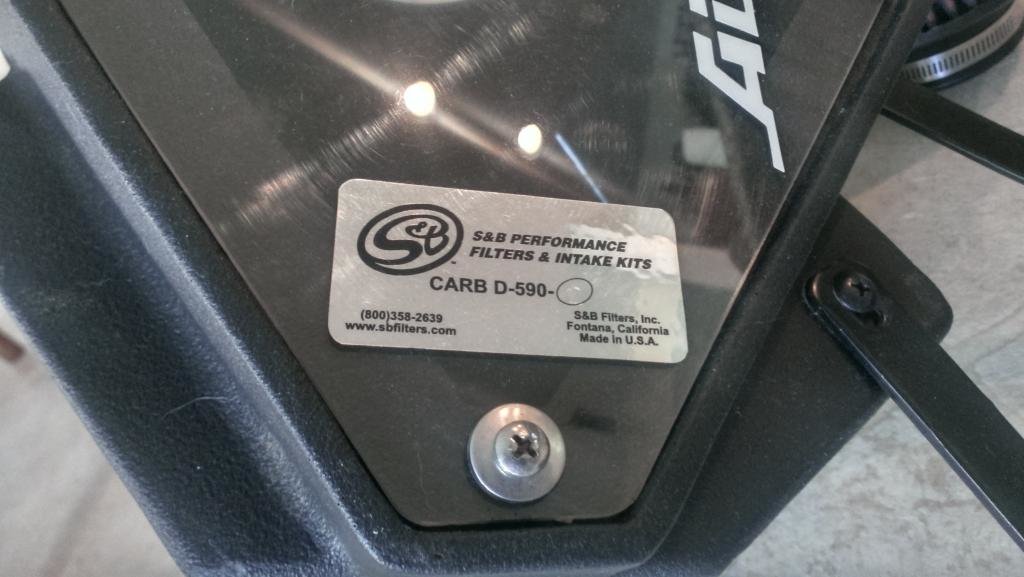 S&B
S&B PERFORMANCE
FILTERS & INTAKE KITS
CARB D-590-
(800)358-2639
www.sbfilters.com
S&B Filters, Inc.
Fontana, California
Made in U.S.A.